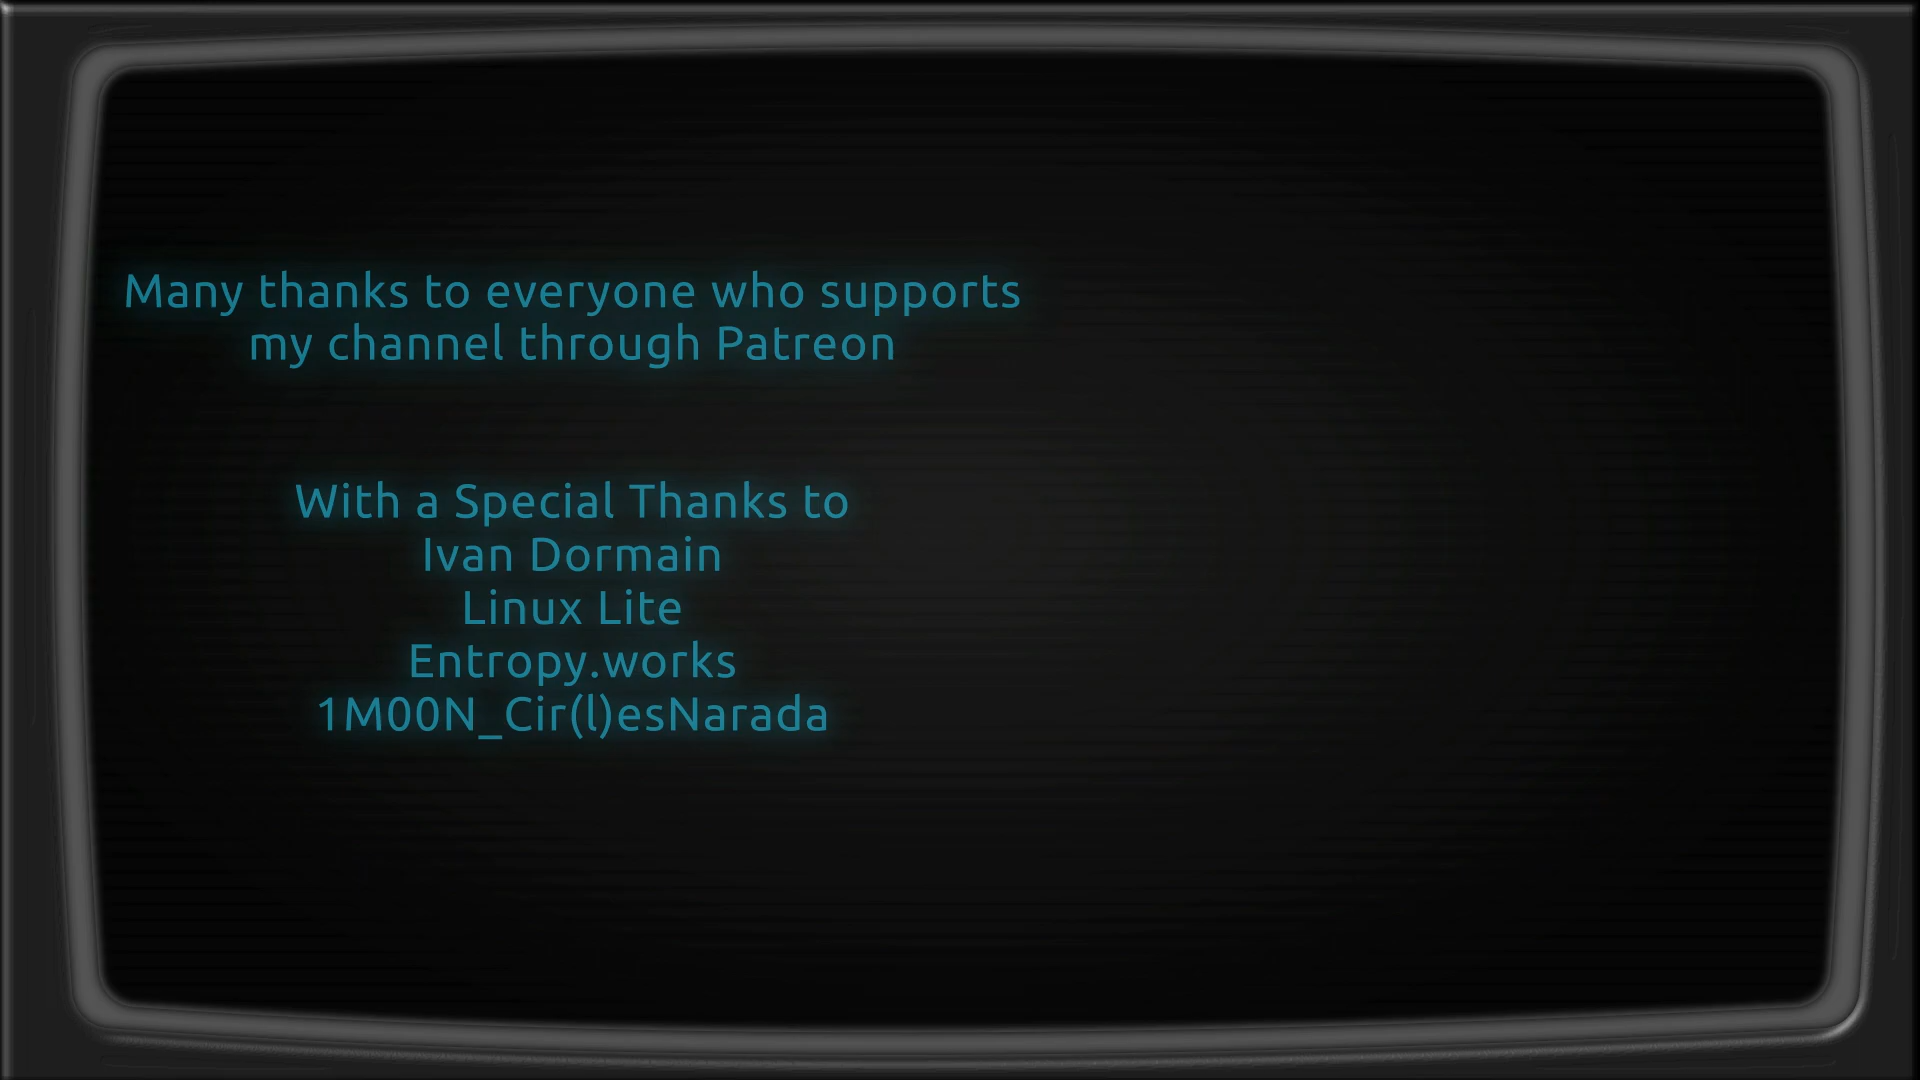 Many thanks to everyone who supports
my channel through Patreon
With a Special Thanks to
Ivan Dormain
Linux Lite
Entropy.works
1M00N_Cir(l)esNarada